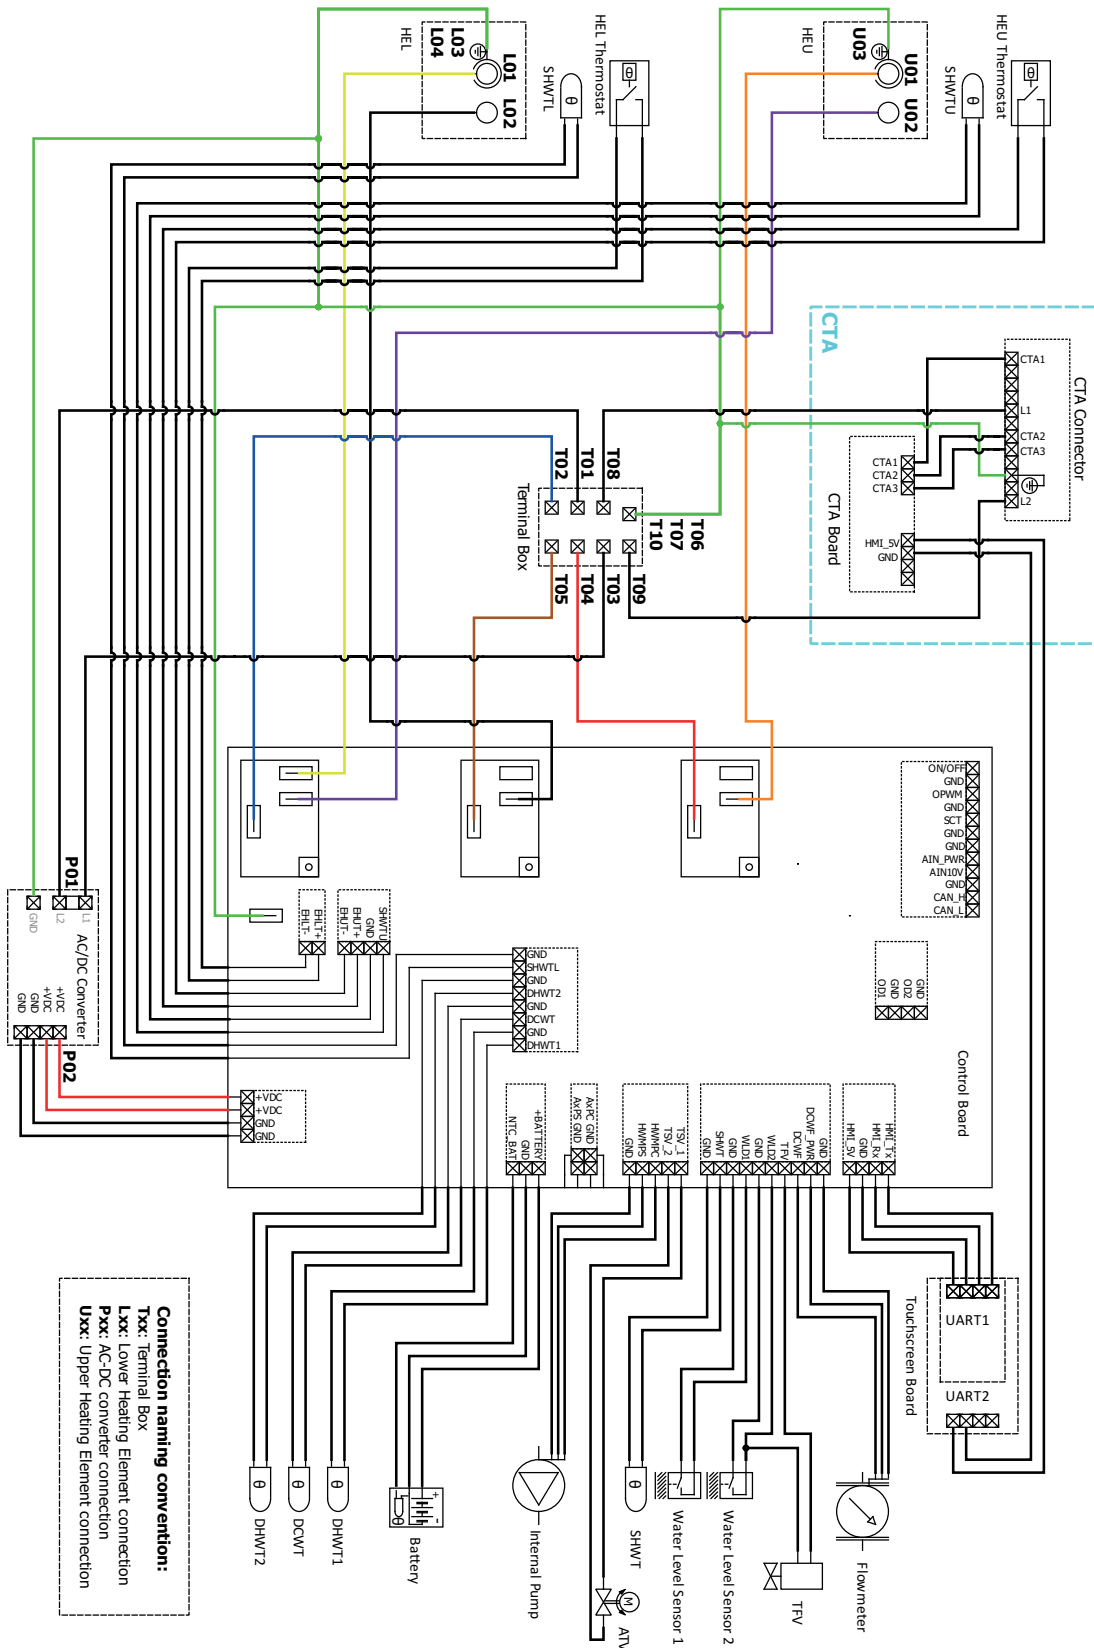 L03
L04
HEL
L01
L02
SHWTL
θ
HEL Thermostat
θ
U03
HEU
U01
U02
SHWTU
θ
HEU Thermostat
θ
CTA
CTA Connector
CTA1
L1
CTA2
CTA3
L2
CTA1
CTA2
CTA3
HMI_5V
GND
CTA Board
T02
T01
T08
T06
T07
T10
Terminal Box
T05
T04
T03
T09
ON/OFF
GND
OPWM
GND
SCT
GND
GND
AIN_PWR
AIN10V
GND
CAN_H
CAN_L
OD1
GND
OD2
GND
Control Board
P01
GND
L2
L1
AC/DC Converter
GND
GND
+VDC
+VDC
P02
EHLT-
EHLT+
EHUT-
EHUT+
GND
SHWTU
GND
SHWTL
GND
DHWT2
GND
DCWT
GND
DHWT1
+VDC
+VDC
GND
GND
NTC_BAT
GND
+BATTERY
AxPS GND
AxPC GND
GND
HWMPS
HWMPC
TSV_2
TSV_1
GND
SHWT
GND
WLD1
GND
WLD2
TFV
DCWF
DCWF_PWR
GND
HMI_5V
GND
HMI_Rx
HMI_Tx
UART1
UART2
Touchscreen Board
Connection naming convention:
Txx: Terminal Box
Lxx: Lower Heating Element connection
Pxx: AC-DC converter connection
Uxx: Upper Heating Element connection
θ
DHWT2
θ
DCWT
θ
DHWT1
+
-
θ
Battery
Internal Pump
M
ATV
θ
SHWT
Water Level Sensor 1
Water Level Sensor 2
TFV
Flowmeter